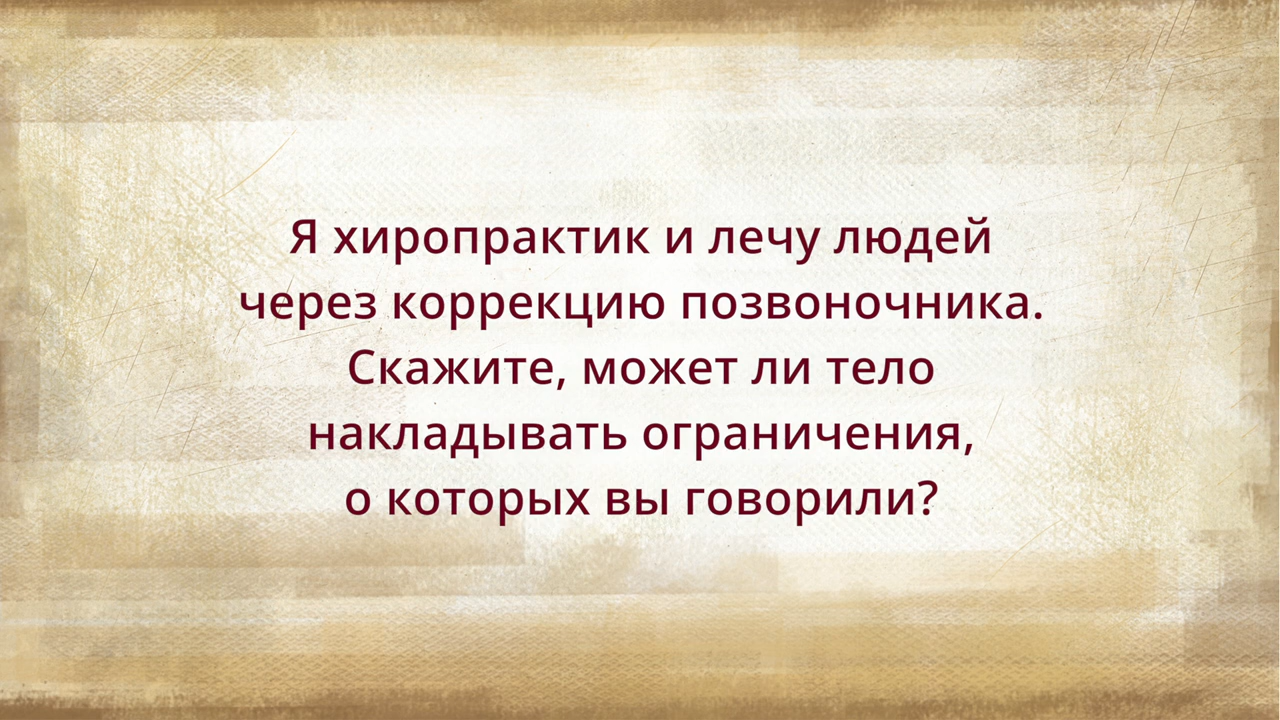 Я хиропрактик и лечу людей
через коррекцию позвоночника.
Скажите, может ли тело
накладывать ограничения,
о которых вы говорили?